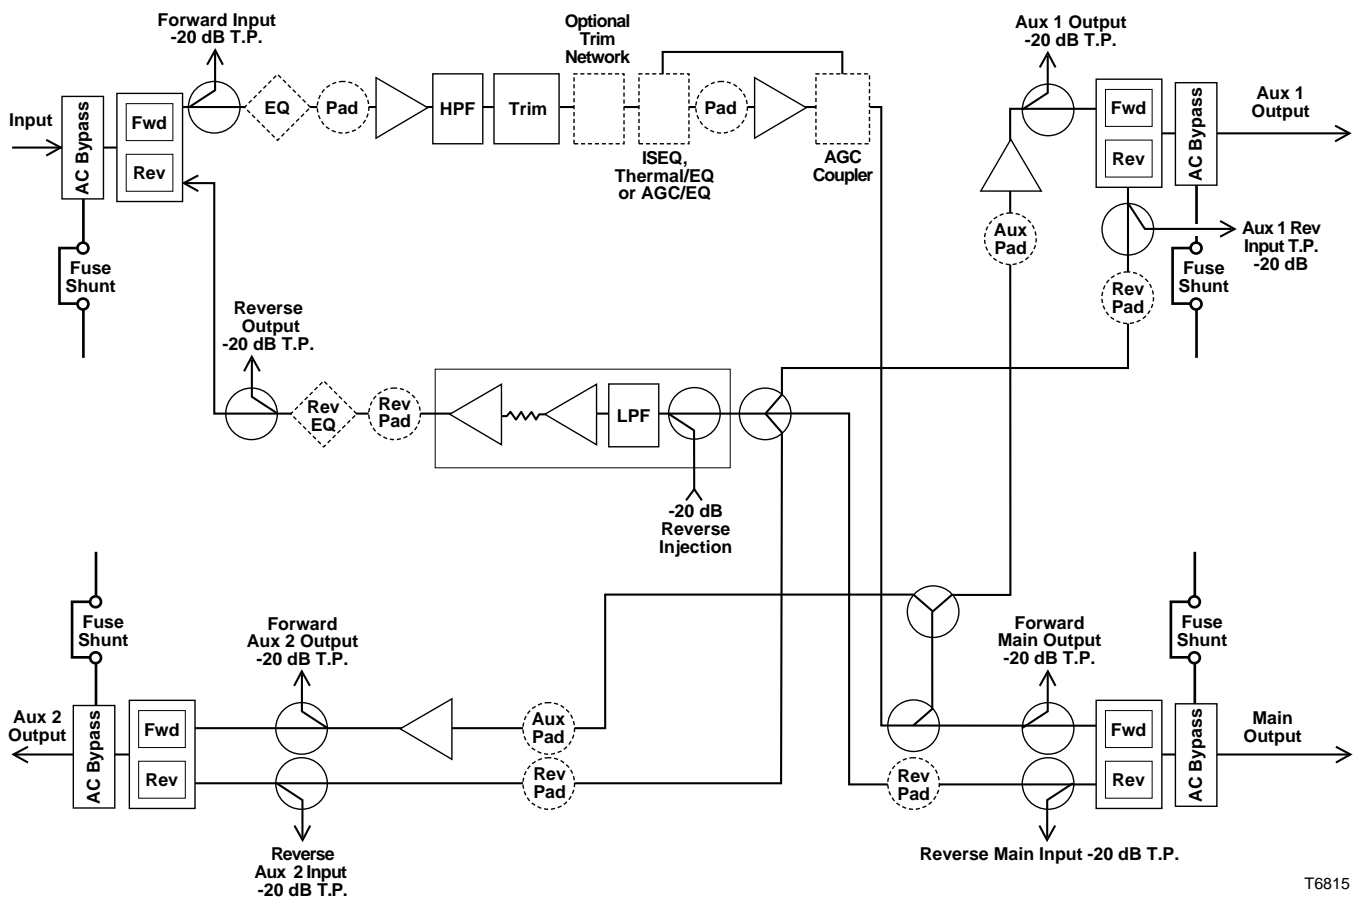 Forward Input
-20 dB T.P.
Optional
Trim
Network
Aux 1 Output
-20 dB T.P.
Input
AC Bypass
Fwd
Rev
EQ
Pad
HPF
Trim
Pad
ISEQ,
Thermal/EQ
or AGC/EQ
AGC
Coupler
Fwd
Rev
AC Bypass
Aux 1
Output
Aux
Pad
Aux 1 Rev
Input T.P.
-20 dB
Fuse
Shunt
Fuse
Shunt
Rev
Pad
Reverse
Output
-20 dB T.P.
Rev
EQ
Rev
Pad
LPF
-20 dB
Reverse
Injection
Fuse
Shunt
Forward
Aux 2 Output
-20 dB T.P.
Forward
Main Output
-20 dB T.P.
Fuse
Shunt
Aux 2
Output
AC Bypass
Fwd
Rev
Aux
Pad
Rev
Pad
Rev
Pad
Fwd
Rev
AC Bypass
Main
Output
Reverse
Aux 2 Input
-20 dB T.P.
Reverse Main Input -20 dB T.P.
T6815